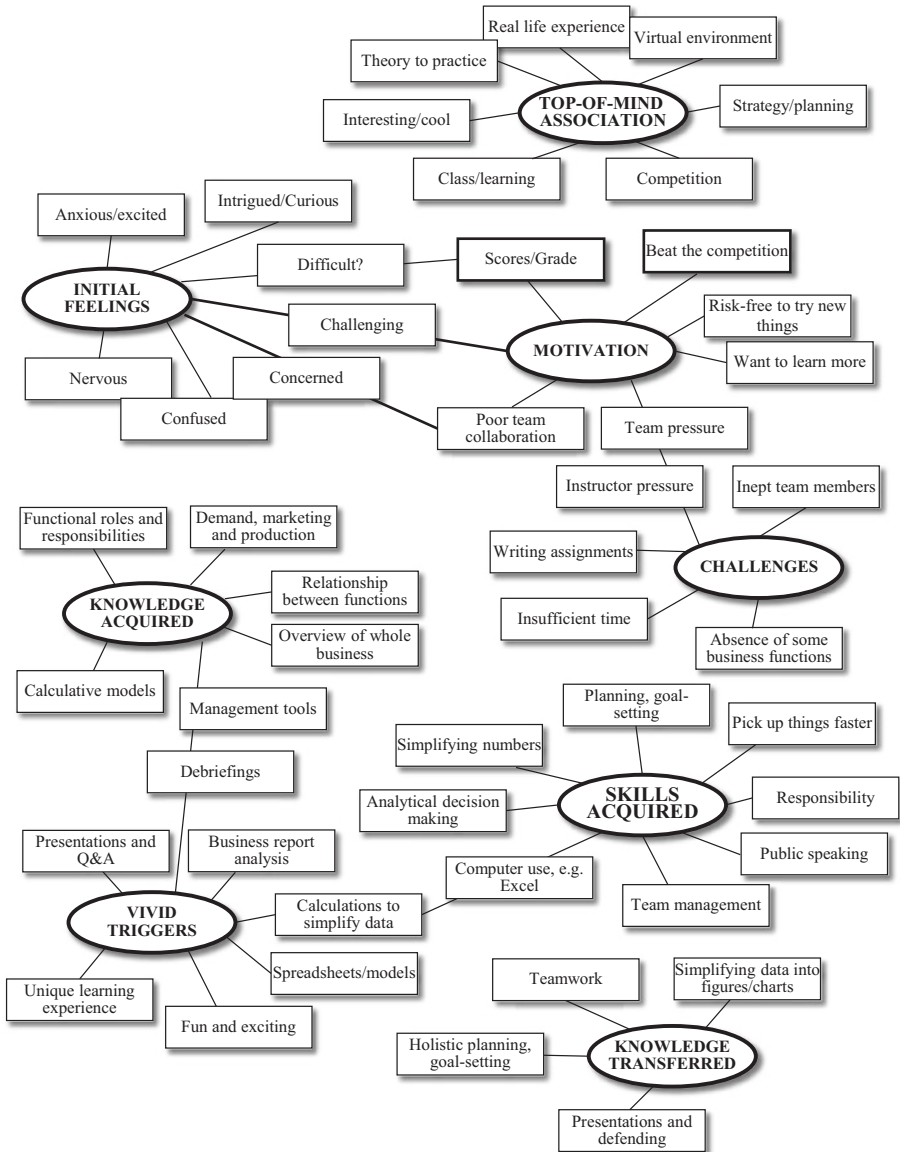 Real life experience
Virtual environment
Theory to practice
TOP-OF-MIND
ASSOCIATION
Strategy/planning
Interesting/cool
Class/learning
Competition
Anxious/excited
Intrigued/Curious
Difficult?
Scores/Grade
Beat the competition
INITIAL
FEELINGS
Challenging
Risk-free to try new
things
MOTIVATION
Want to learn more
Nervous
Concerned
Confused
Poor team
collaboration
Team pressure
Instructor pressure
Inept team members
Writing assignments
CHALLENGES
Insufficient time
Absence of some
business functions
Functional roles and
responsibilities
Demand, marketing
and production
KNOWLEDGE
ACQUIRED
Relationship
between functions
Overview of whole
business
Calculative models
Management tools
Debriefings
Planning, goal-
setting
Simplifying numbers
Pick up things faster
Analytical decision
making
SKILLS
ACQUIRED
Responsibility
Public speaking
Computer use, e.g.
Excel
Team management
Presentations and
Q&A
Business report
analysis
VIVID
TRIGGERS
Calculations to
simplify data
Spreadsheets/models
Unique learning
experience
Fun and exciting
Teamwork
Simplifying data into
figures/charts
Holistic planning,
goal-setting
KNOWLEDGE
TRANSFERRED
Presentations and
defending